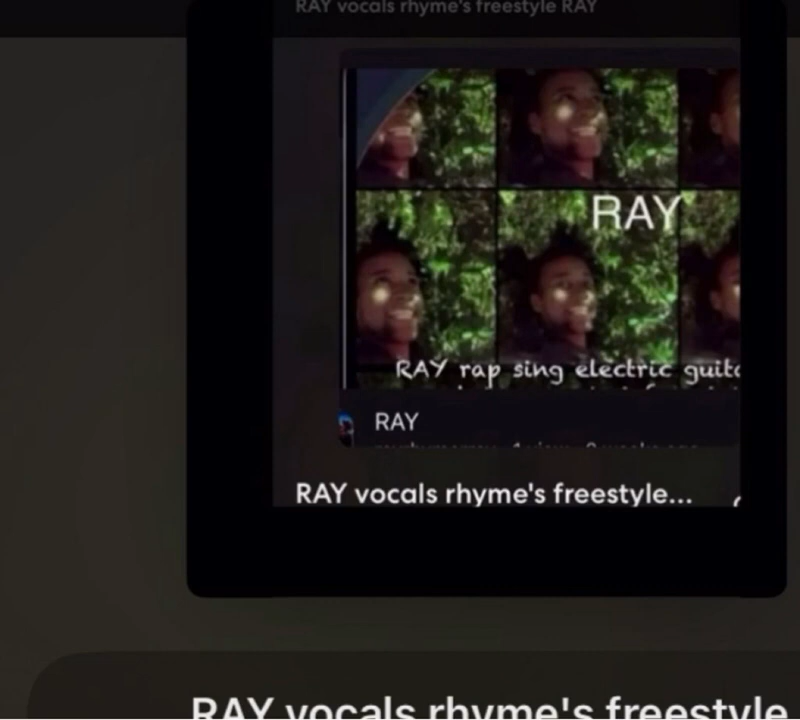 RAY vocals rhyme's freestyle RAY
RAY
RAY rap sing electric
RAY
RAY vocals rhyme's freestyle...
RAY vocals rhyme's freestyle